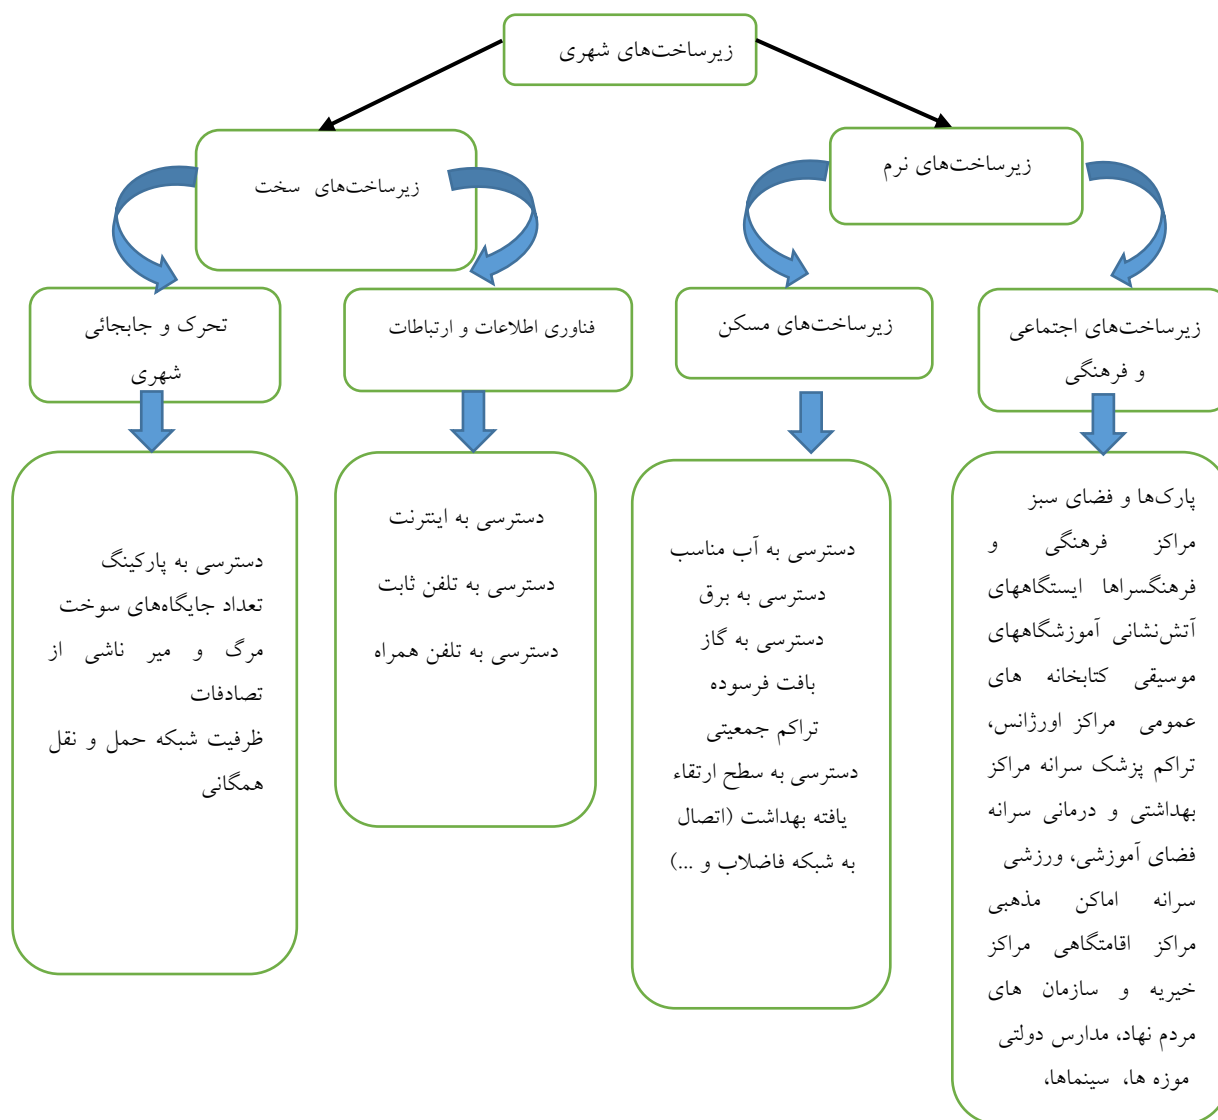 زیرساخت‌های شهری
زیرساخت‌های نرم
زیرساخت‌های سخت
زیرساخت‌های اجتماعی
و فرهنگی
زیرساخت‌های مسکن
فناوری اطلاعات و ارتباطات
تحرک و جابجائی
شهری
پارک‌ها و فضای سبز
مراکز فرهنگی و
فرهنگسراها ایستگاههای
آتش‌نشانی آموزشگاههای
موسیقی کتابخانه های
عمومی مراکز اورژانس،
تراکم پزشک سرانه مراکز
بهداشتی و درمانی سرانه
فضای آموزشی، ورزشی
سرانه اماکن مذهبی
مراکز اقامتگاهی مراکز
خیریه و سازمان های
مردم نهاد، مدارس دولتی
موزه ها، سینماها،
دسترسی به آب مناسب
دسترسی به برق
دسترسی به گاز
بافت فرسوده
تراکم جمعیتی
دسترسی به سطح ارتقاء
یافته بهداشت (اتصال
به شبکه فاضلاب و ...)
دسترسی به اینترنت
دسترسی به تلفن ثابت
دسترسی به تلفن همراه
دسترسی به پارکینگ
تعداد جایگاه‌های سوخت
مرگ و میر ناشی از
تصادفات
ظرفیت شبکه حمل و نقل
همگانی